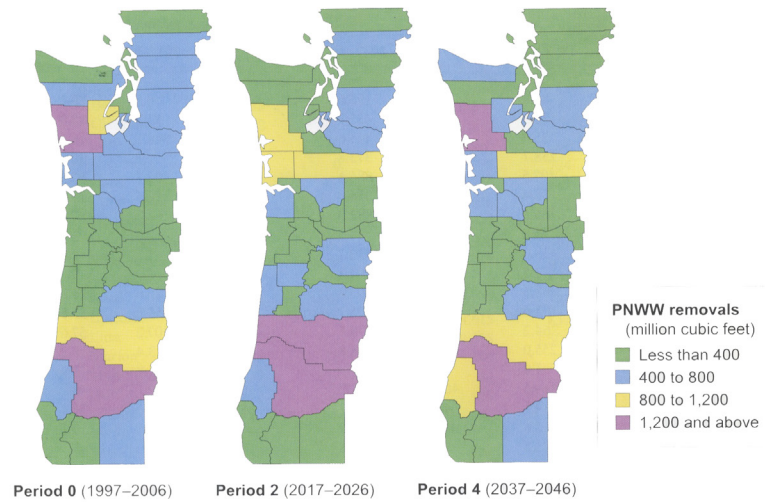 PNWW removals
(million cubic feet)
Less than 400
400 to 800
800 to 1,200
1,200 and above
Period 0 (1997–2006)
Period 2 (2017–2026)
Period 4 (2037–2046)